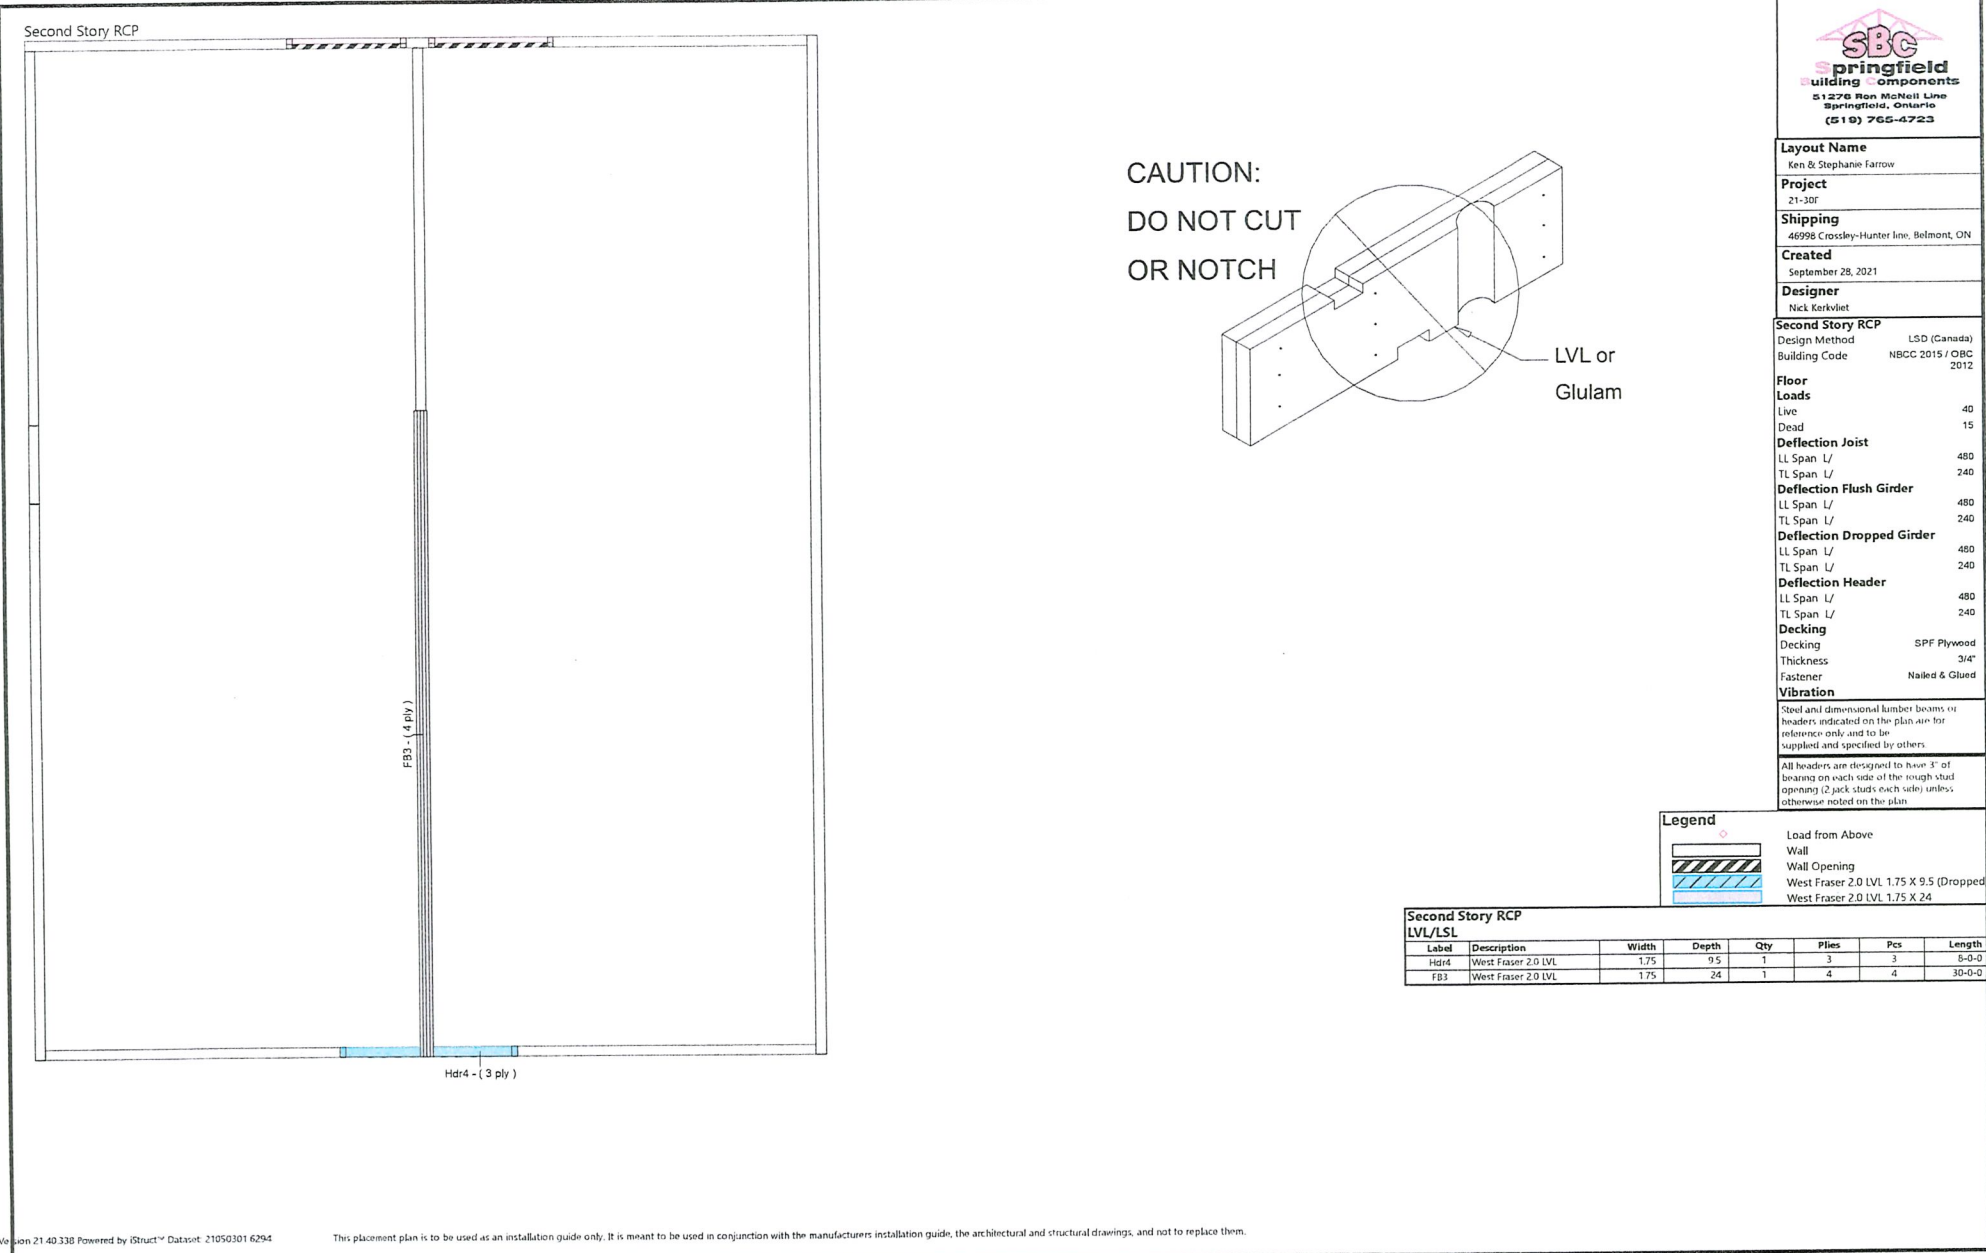 Second Story RCP
FB3 - ( 4 ply )
Hdr4 - ( 3 ply )
CAUTION:
DO NOT CUT
OR NOTCH
LVL or
Glulam
SBC
Springfield
Building Components
51276 Ron McNeil Line
Springfield, Ontario
(519) 765-4723
Layout Name
Ken & Stephanie Farrow
Project
Shipping
46998 Crossley-Hunter line, Belmont, ON
Created
September 28, 2021
Designer
Nick Kerkvliet
Second Story RCP
Design Method LSD (Canada)
Building Code NBCC 2015 / OBC
2012
Floor
Loads
Live 40
Dead 15
Deflection Joist
LL Span L/ 480
TL Span L/ 240
Deflection Flush Girder
LL Span L/ 480
TL Span L/ 240
Deflection Dropped Girder
LL Span L/ 480
TL Span L/ 240
Deflection Header
LL Span L/ 480
TL Span L/ 240
Decking
Decking SPF Plywood
Thickness 3/4"
Fastener Nailed & Glued
Vibration
Steel and dimensional lumber beams or
headers indicated on the plan are for
reference only and to be
supplied and specified by others
All headers are designed to have 3" of
bearing on each side of the rough stud
opening (2 jack studs each side) unless
otherwise noted on the plan
Legend
Load from Above
Wall
Wall Opening
West Fraser 2.0 LVL 1.75 X 9.5 (Dropped
West Fraser 2.0 LVL 1.75 X 24
Second Story RCP
LVL/LSL
Label Description Width Depth Qty Plies Pcs Length
Hdr4 West Fraser 2.0 LVL 1.75 9.5 1 3 3 8-0-0
FB3 West Fraser 2.0 LVL 1.75 24 1 4 4 30-0-0
Version 21.40.338 Powered by iStruct™ Dataset: 21050301.6294
This placement plan is to be used as an installation guide only. It is meant to be used in conjunction with the manufacturers installation guide, the architectural and structural drawings, and not to replace them.